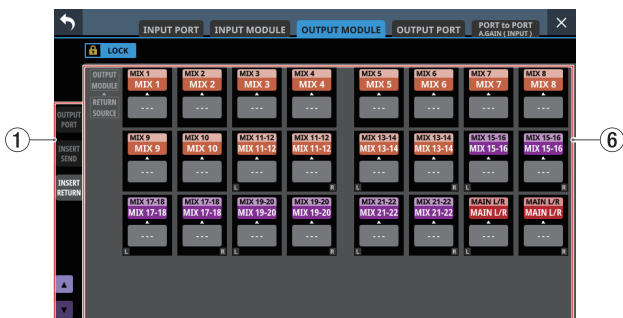 INPUT PORT INPUT MODULE OUTPUT MODULE OUTPUT PORT PORT to PORT
A.GAIN ( INPUT )
LOCK
OUTPUT MODULE
RETURN SOURCE
MIX 1 MIX 2 MIX 3 MIX 4 MIX 5 MIX 6 MIX 7 MIX 8
MIX 1 MIX 2 MIX 3 MIX 4 MIX 5 MIX 6 MIX 7 MIX 8
--- --- --- --- --- --- --- ---
OUTPUT PORT
INSERT SEND
INSERT RETURN
1
6
MIX 9 MIX 10 MIX 11-12 MIX 11-12 MIX 13-14 MIX 13-14 MIX 15-16 MIX 15-16
MIX 9 MIX 10 MIX 11-12 MIX 11-12 MIX 13-14 MIX 13-14 MIX 15-16 MIX 15-16
--- --- --- --- --- --- --- ---
L R L R L R
MIX 17-18 MIX 17-18 MIX 19-20 MIX 19-20 MIX 21-22 MIX 21-22 MAIN L/R MAIN L/R
MIX 17-18 MIX 17-18 MIX 19-20 MIX 19-20 MIX 21-22 MIX 21-22 MAIN L/R MAIN L/R
--- --- --- --- --- --- --- ---
L R L R L R L R